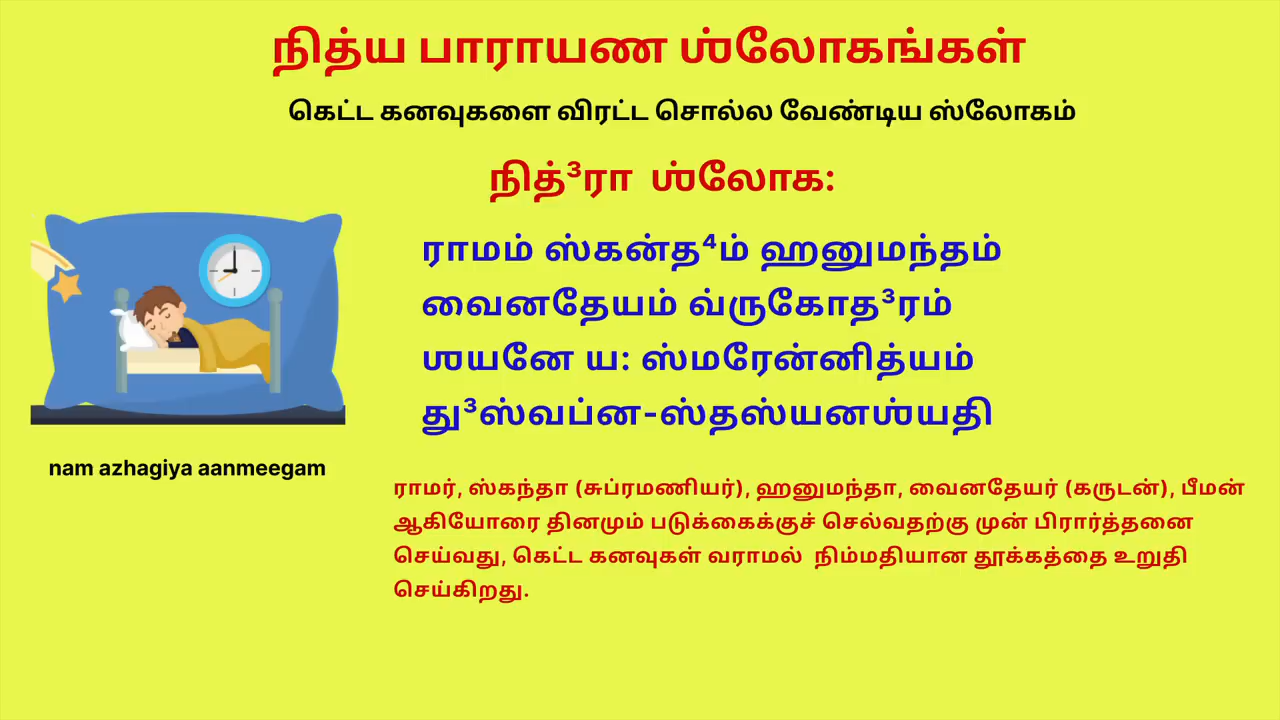 நித்ய பாராயண ஶ்லோகங்கள்
கெட்ட கனவுகளை விரட்ட சொல்ல வேண்டிய ஸ்லோகம்
நித்³ரா ஶ்லோக:
ராமம் ஸ்கன்த⁴ம் ஹனுமந்தம்
வைனதேயம் வ்ருகோத³ரம்
ஶயனே ய: ஸ்மரேன்னித்யம்
து³ஸ்வப்ன-ஸ்தஸ்யனஶ்யதி
nam azhagiya aanmeegam
ராமர், ஸ்கந்தா (சுப்ரமணியர்), ஹனுமந்தா, வைனதேயர் (கருடன்), பீமன்
ஆகியோரை தினமும் படுக்கைக்குச் செல்வதற்கு முன் பிரார்த்தனை
செய்வது, கெட்ட கனவுகள் வராமல் நிம்மதியான தூக்கத்தை உறுதி
செய்கிறது.